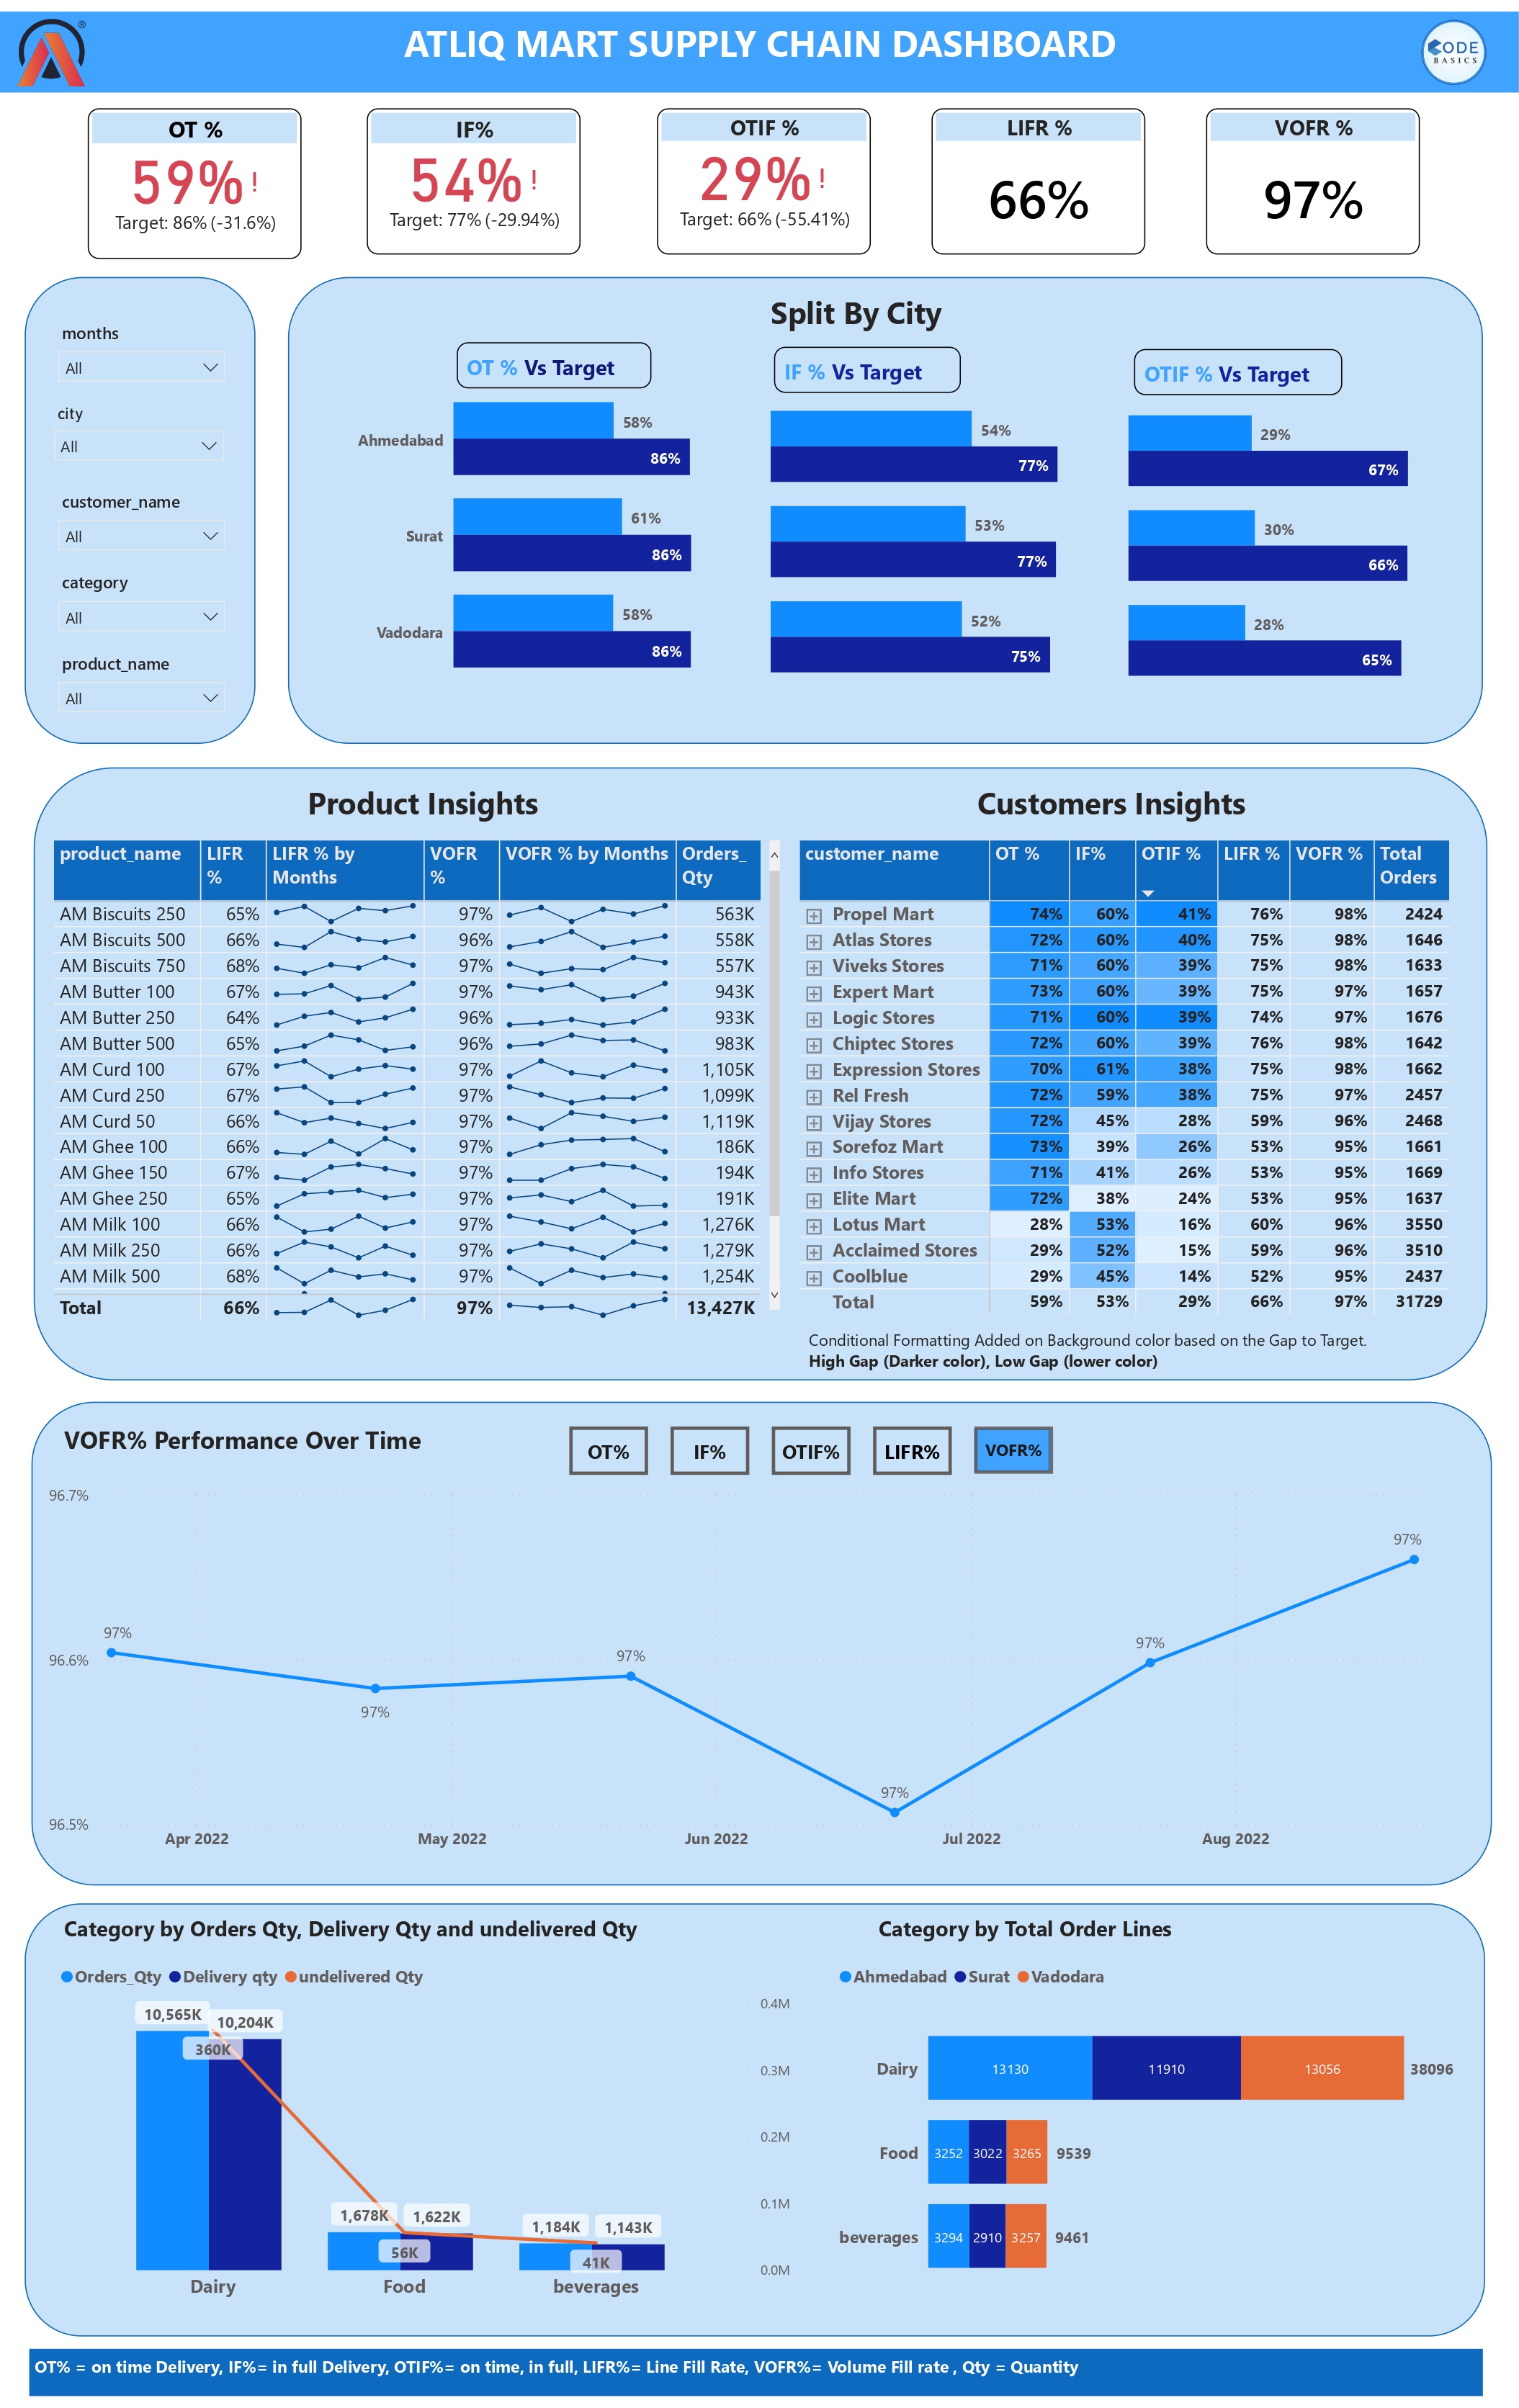 ATLIQ MART SUPPLY CHAIN DASHBOARD
®
CODE
BASICS
OT %
59% !
Target: 86% (-31.6%)
IF%
54% !
Target: 77% (-29.94%)
OTIF %
29% !
Target: 66% (-55.41%)
LIFR %
66%
VOFR %
97%
months
All
city
All
customer_name
All
category
All
product_name
All
Split By City
OT % Vs Target
IF % Vs Target
OTIF % Vs Target
Ahmedabad
58%
86%
54%
77%
29%
67%
Surat
61%
86%
53%
77%
30%
66%
Vadodara
58%
86%
52%
75%
28%
65%
Product Insights
product_name LIFR % LIFR % by Months VOFR % VOFR % by Months Orders_Qty
AM Biscuits 250 65% 97% 563K
AM Biscuits 500 66% 96% 558K
AM Biscuits 750 68% 97% 557K
AM Butter 100 67% 97% 943K
AM Butter 250 64% 96% 933K
AM Butter 500 65% 96% 983K
AM Curd 100 67% 97% 1,105K
AM Curd 250 67% 97% 1,099K
AM Curd 50 66% 97% 1,119K
AM Ghee 100 66% 97% 186K
AM Ghee 150 67% 97% 194K
AM Ghee 250 65% 97% 191K
AM Milk 100 66% 97% 1,276K
AM Milk 250 66% 97% 1,279K
AM Milk 500 68% 97% 1,254K
Total 66% 97% 13,427K
Customers Insights
customer_name OT % IF% OTIF % LIFR % VOFR % Total Orders
Propel Mart 74% 60% 41% 76% 98% 2424
Atlas Stores 72% 60% 40% 75% 98% 1646
Viveks Stores 71% 60% 39% 75% 98% 1633
Expert Mart 73% 60% 39% 75% 97% 1657
Logic Stores 71% 60% 39% 74% 97% 1676
Chiptec Stores 72% 60% 39% 76% 98% 1642
Expression Stores 70% 61% 38% 75% 98% 1662
Rel Fresh 72% 59% 38% 75% 97% 2457
Vijay Stores 72% 45% 28% 59% 96% 2468
Sorefoz Mart 73% 39% 26% 53% 95% 1661
Info Stores 71% 41% 26% 53% 95% 1669
Elite Mart 72% 38% 24% 53% 95% 1637
Lotus Mart 28% 53% 16% 60% 96% 3550
Acclaimed Stores 29% 52% 15% 59% 96% 3510
Coolblue 29% 45% 14% 52% 95% 2437
Total 59% 53% 29% 66% 97% 31729
Conditional Formatting Added on Background color based on the Gap to Target.
High Gap (Darker color), Low Gap (lower color)
VOFR% Performance Over Time
OT%
IF%
OTIF%
LIFR%
VOFR%
96.7%
96.6%
96.5%
97%
97%
97%
97%
97%
97%
Apr 2022
May 2022
Jun 2022
Jul 2022
Aug 2022
Category by Orders Qty, Delivery Qty and undelivered Qty
Orders_Qty Delivery qty undelivered Qty
10,565K
10,204K
360K
1,678K
1,622K
56K
1,184K
1,143K
41K
0.4M
0.3M
0.2M
0.1M
0.0M
Dairy
Food
beverages
Category by Total Order Lines
Ahmedabad Surat Vadodara
Dairy 13130 11910 13056 38096
Food 3252 3022 3265 9539
beverages 3294 2910 3257 9461
OT% = on time Delivery, IF%= in full Delivery, OTIF%= on time, in full, LIFR%= Line Fill Rate, VOFR%= Volume Fill rate , Qty = Quantity